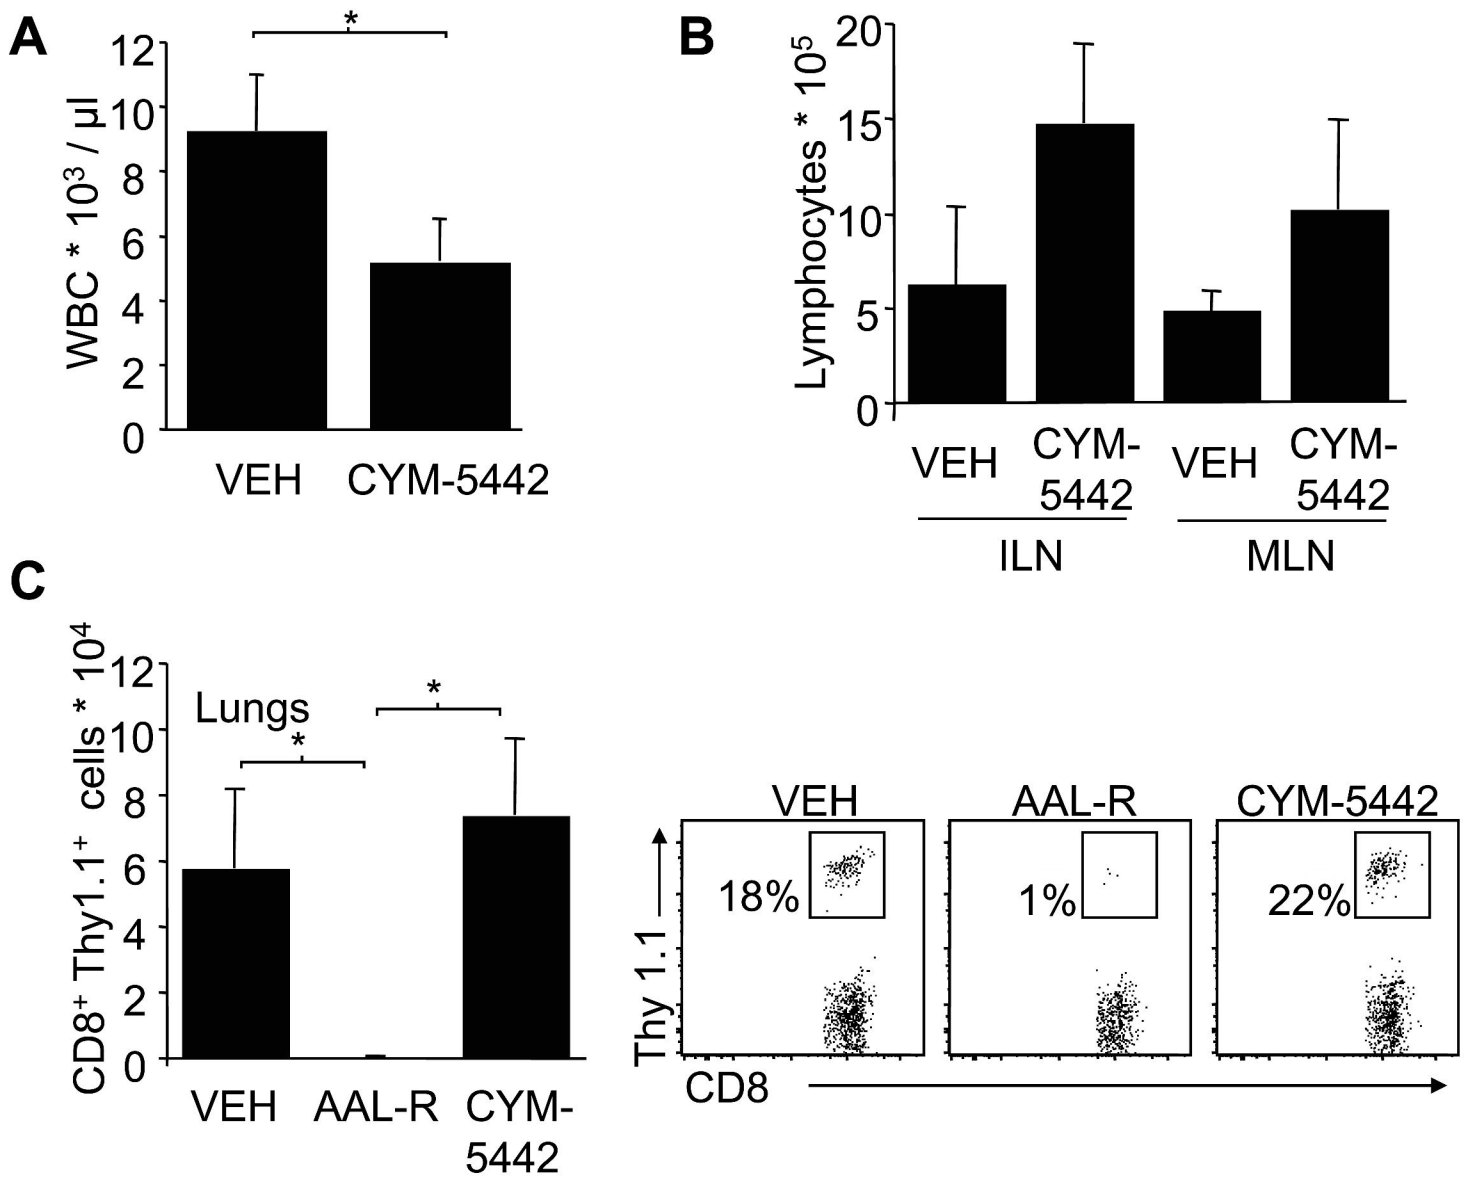 A
*
WBC * 10³ / µl
12
10
8
6
4
2
0
VEH CYM-5442
B
Lymphocytes * 10⁵
20
15
10
5
0
VEH CYM-5442 VEH CYM-5442
ILN MLN
C
CD8⁺ Thy1.1⁺ cells * 10⁴
12
10
8
6
4
2
0
Lungs
*
*
VEH AAL-R CYM-5442
VEH AAL-R CYM-5442
18% 1% 22%
Thy 1.1
CD8